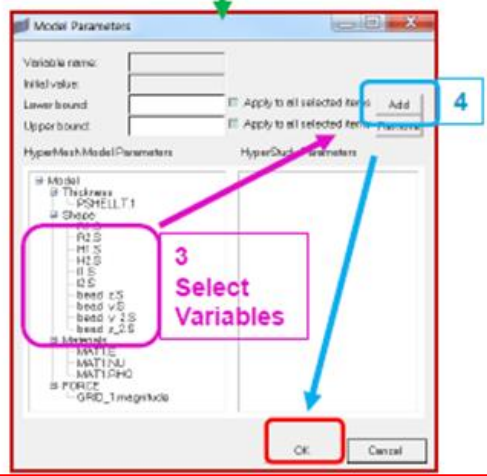 Model Parameters
Variable name:
Initial value:
Lower bound:
Apply to all selected items
Add
4
Upper bound:
Apply to all selected items
Remove
HyperMesh Model Parameters
HyperStudy Parameters
Model
Thickness
PSHELL.T.1
Shape
R2.S
H1.S
H2.S
I1.S
I2.S
bead_z.S
bead_y.S
bead_y_2.S
bead_z_2.S
Materials
MAT1.E
MAT1.NU
MAT1.RHO
FORCE
GRID_1.magnitude
3
Select
Variables
OK
Cancel